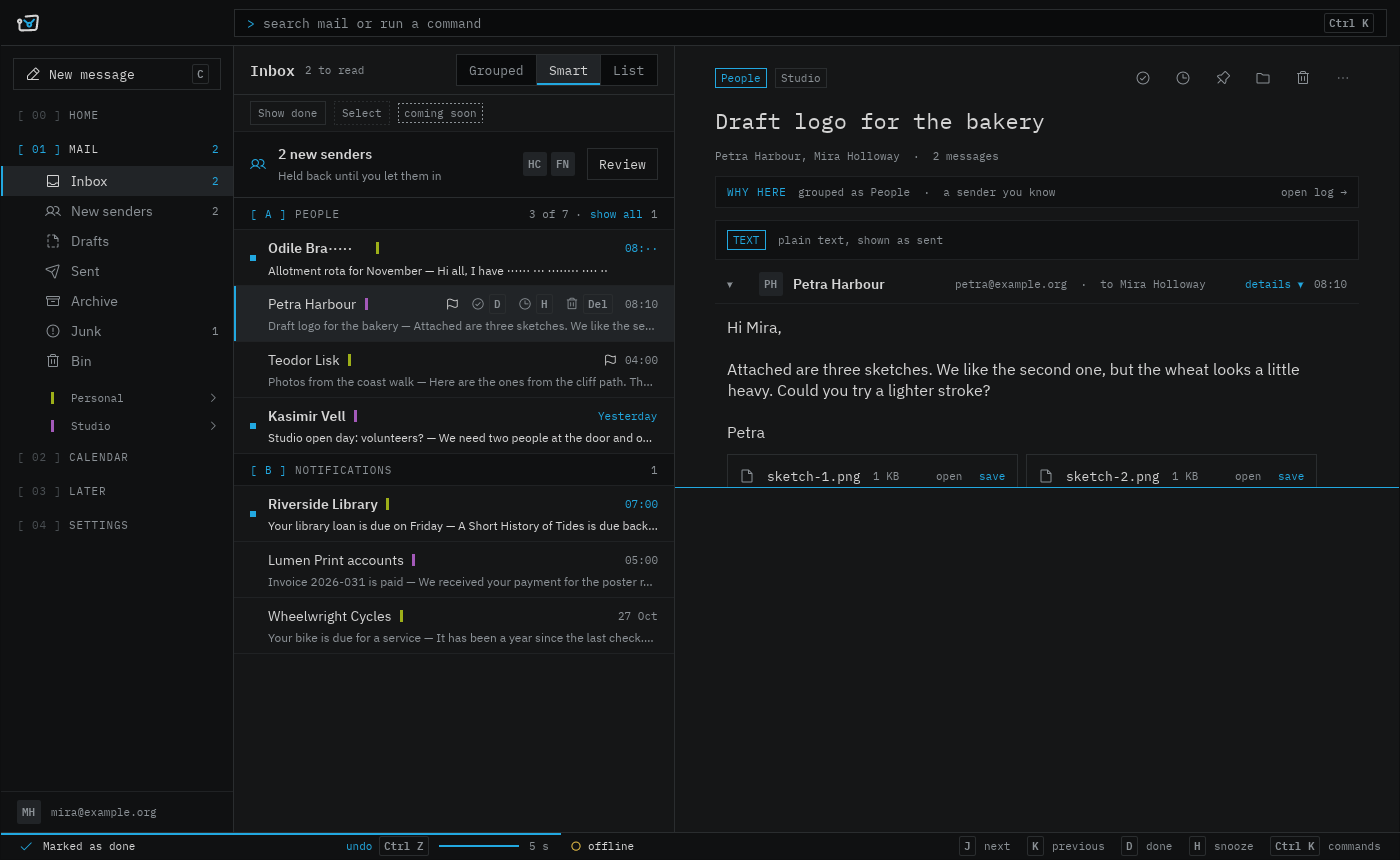 > search mail or run a command Ctrl K
New message C
[ 00 ] HOME
[ 01 ] MAIL 2
Inbox 2
New senders 2
Drafts
Sent
Archive
Junk 1
Bin
Personal
Studio
[ 02 ] CALENDAR
[ 03 ] LATER
[ 04 ] SETTINGS
MH mira@example.org
Inbox 2 to read Grouped Smart List
Show done Select coming soon
2 new senders
Held back until you let them in
HC FN Review
[ A ] PEOPLE 3 of 7 · show all 1
Odile Bra····· 08:··
Allotment rota for November — Hi all, I have ······ ··· ········ ···· ··
Petra Harbour D H Del 08:10
Draft logo for the bakery — Attached are three sketches. We like the se…
Teodor Lisk 04:00
Photos from the coast walk — Here are the ones from the cliff path. Th…
Kasimir Vell Yesterday
Studio open day: volunteers? — We need two people at the door and o…
[ B ] NOTIFICATIONS 1
Riverside Library 07:00
Your library loan is due on Friday — A Short History of Tides is due back…
Lumen Print accounts 05:00
Invoice 2026-031 is paid — We received your payment for the poster r…
Wheelwright Cycles 27 Oct
Your bike is due for a service — It has been a year since the last check.…
People Studio
Draft logo for the bakery
Petra Harbour, Mira Holloway · 2 messages
WHY HERE grouped as People · a sender you know open log →
TEXT plain text, shown as sent
▾ PH Petra Harbour petra@example.org · to Mira Holloway details ▾ 08:10
Hi Mira,
Attached are three sketches. We like the second one, but the wheat looks a little
heavy. Could you try a lighter stroke?
Petra
sketch-1.png 1 KB open save sketch-2.png 1 KB open save
Marked as done undo Ctrl Z 5 s offline J next K previous D done H snooze Ctrl K commands